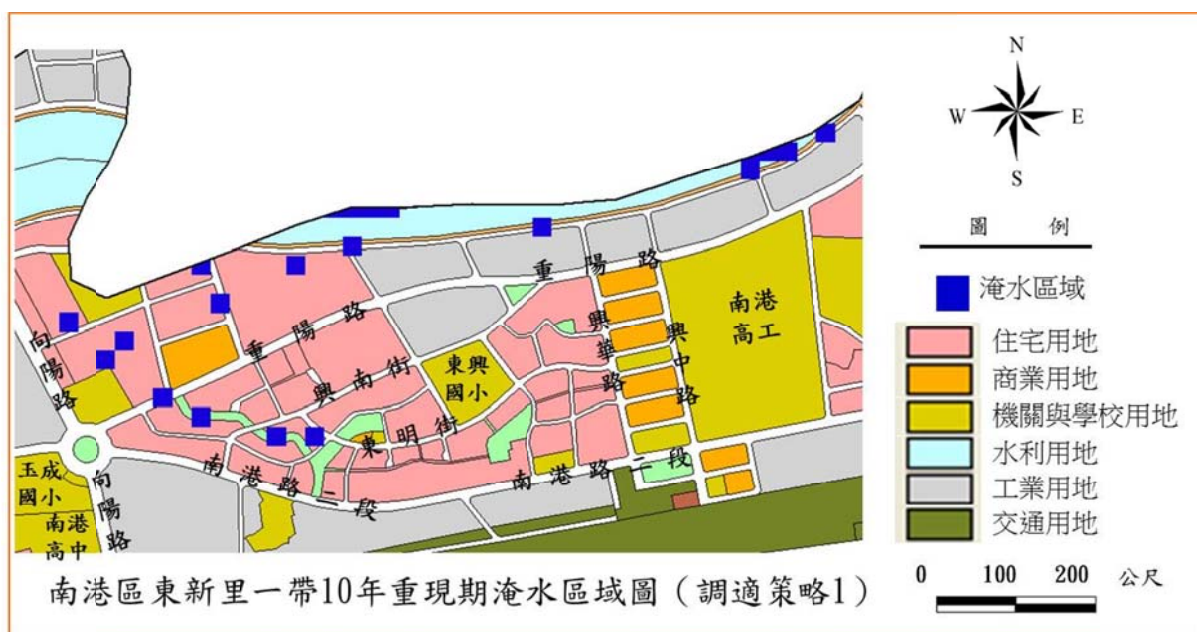 N
W
E
S
圖例
淹水區域
住宅用地
商業用地
機關與學校用地
水利用地
工業用地
交通用地
0 100 200 公尺
重陽路
南港高工
興華路
興中路
向陽路
重陽路
興南街
東興國小
東明街
南港路二段
南港路二段
玉成國小
南港高中
向陽路
南港區東新里一帶10年重現期淹水區域圖（調適策略1）